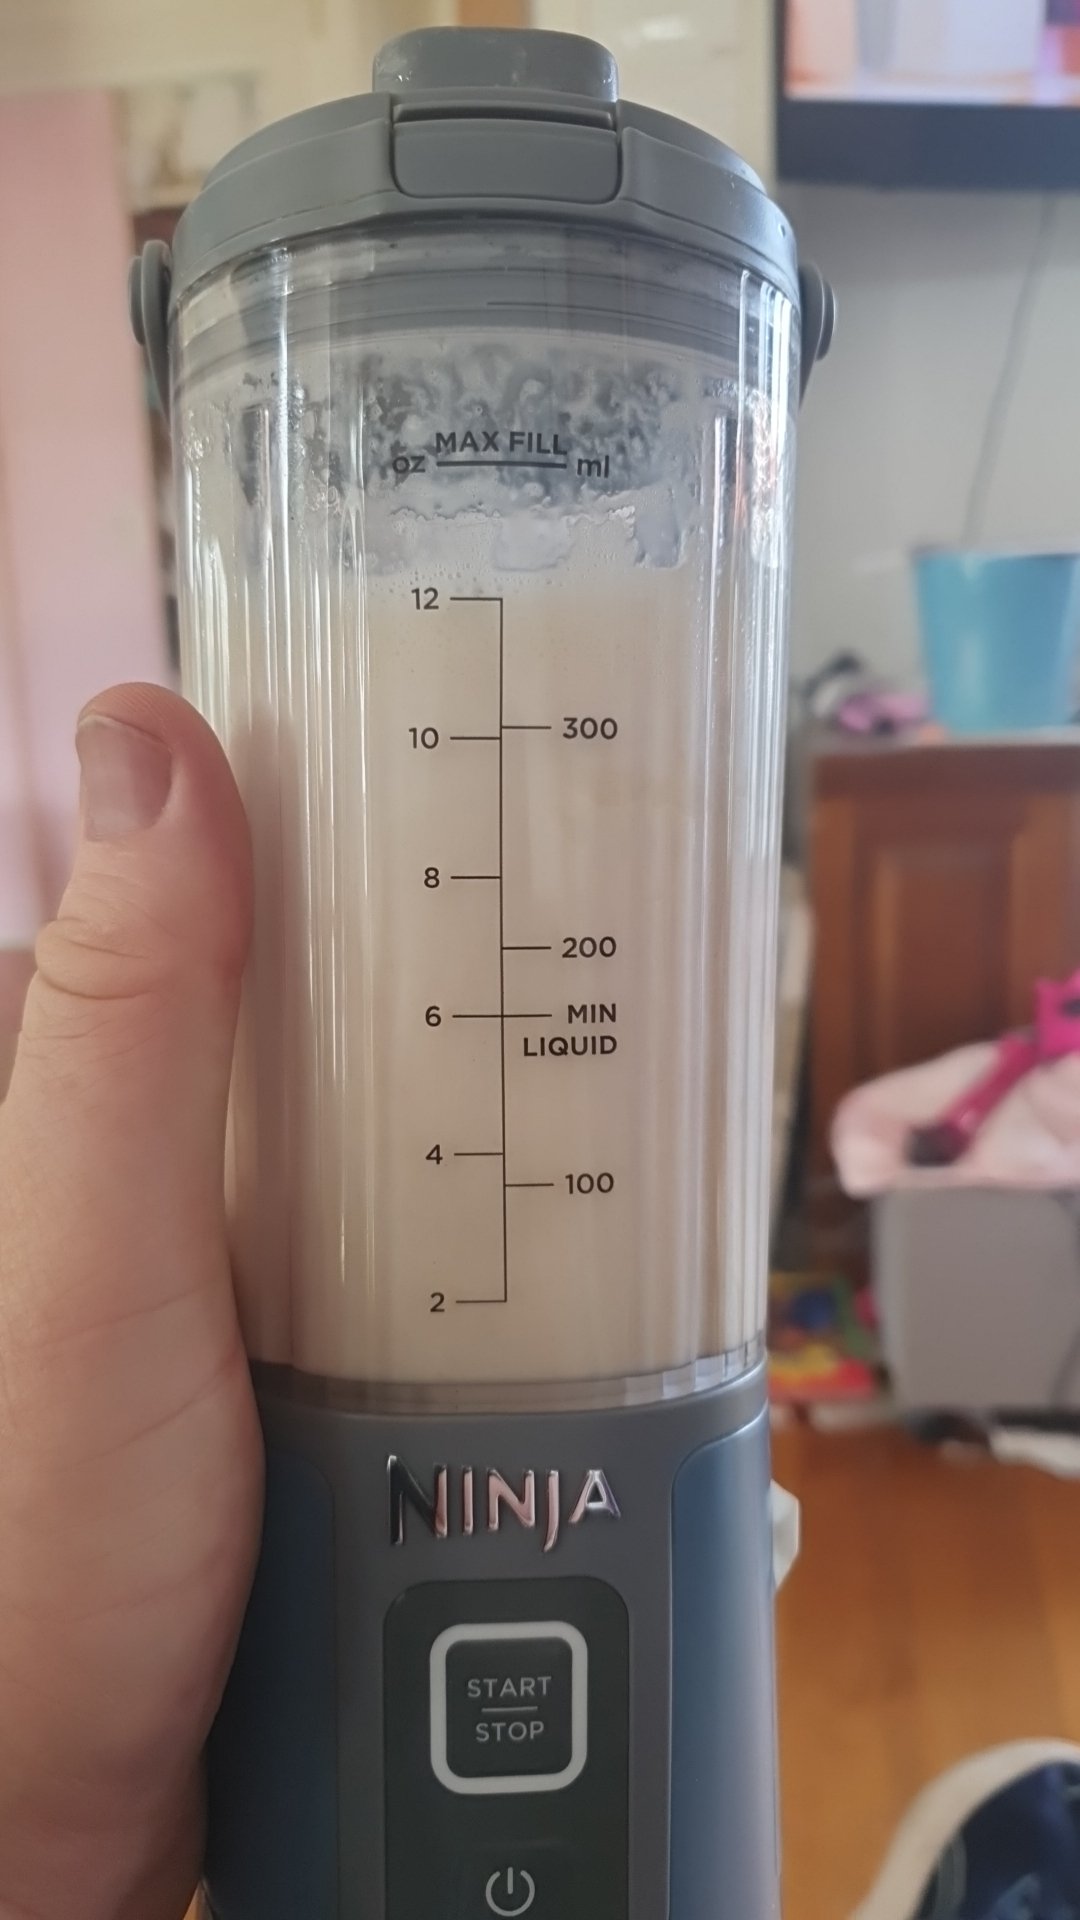 MAX FILL
oz ml
12
10 300
8
200
6 MIN
LIQUID
4
100
2
NINJA
START
STOP